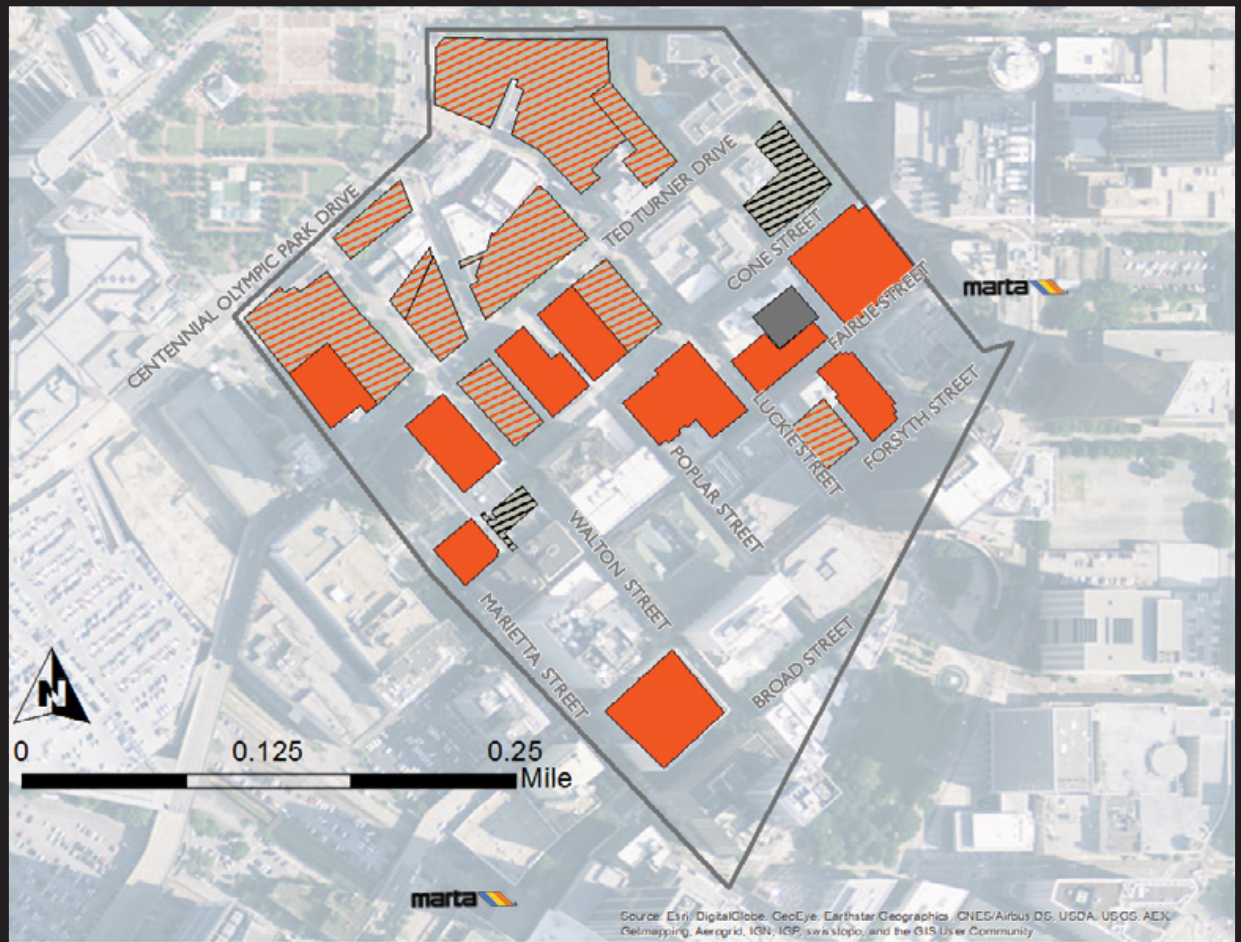 TED TURNER DRIVE
CENTENNIAL OLYMPIC PARK DRIVE
CONE STREET
marta
FAIRLIE STREET
LUCKIE STREET
FORSYTH STREET
POPLAR STREET
WALTON STREET
MARIETTA STREET
BROAD STREET
N
0 0.125 0.25
Mile
marta
Source: Esri, DigitalGlobe, GeoEye, Earthstar Geographics, CNES/Airbus DS, USDA, USGS, AEX,
Getmapping, Aerogrid, IGN, IGP, swisstopo, and the GIS User Community